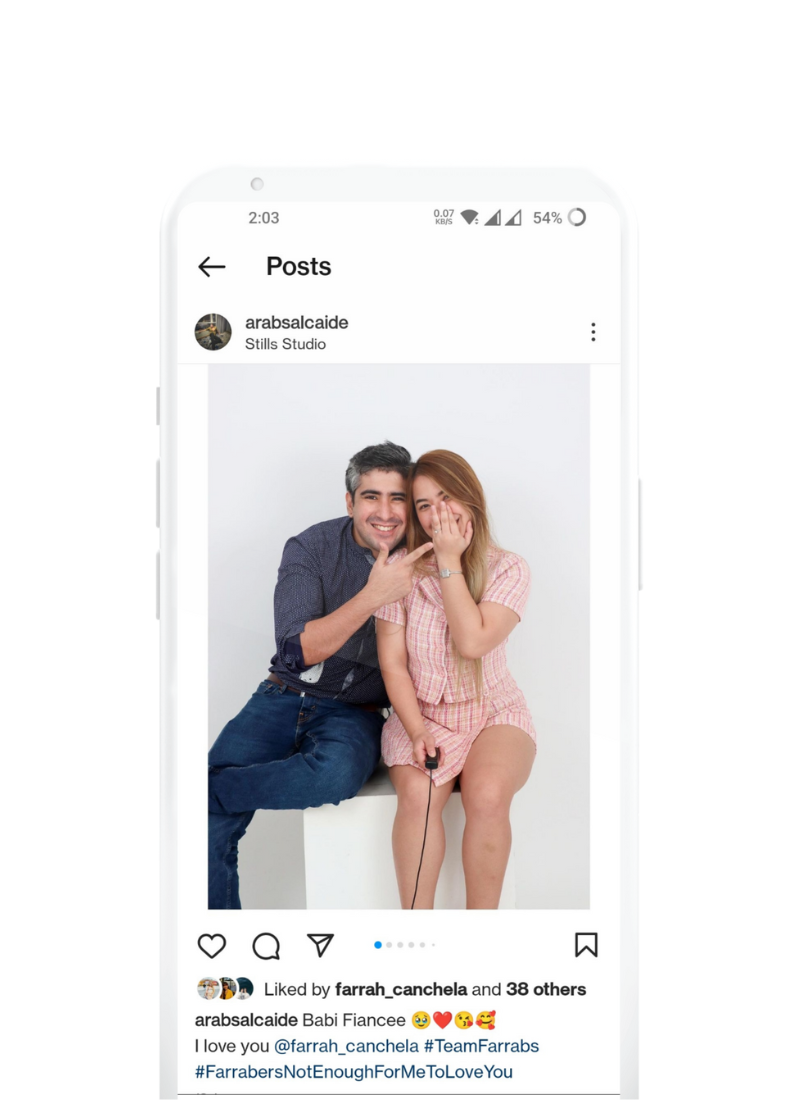 2:03
0.07
KB/S
54%
Posts
arabsalcaide
Stills Studio
Liked by farrah_canchela and 38 others
arabsalcaide Babi Fiancee 🥹❤️😘🥰
I love you @farrah_canchela #TeamFarrabs
#FarrabersNotEnoughForMeToLoveYou